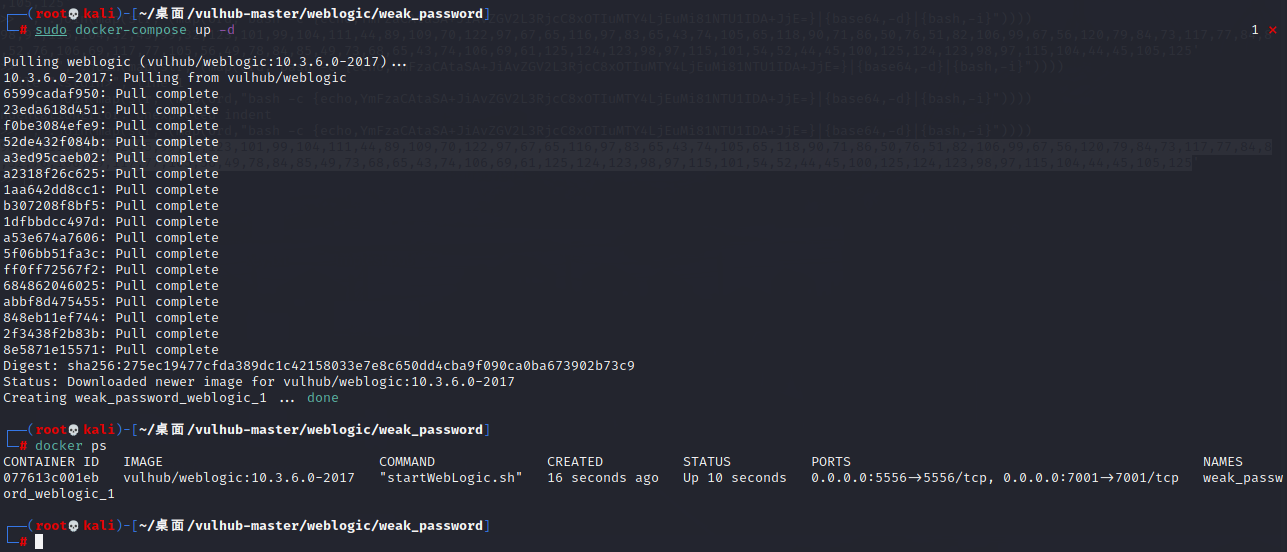 ┌──(root💀kali)-[~/桌面/vulhub-master/weblogic/weak_password]
└─# sudo docker-compose up -d 1 ⨯
Pulling weblogic (vulhub/weblogic:10.3.6.0-2017)...
10.3.6.0-2017: Pulling from vulhub/weblogic
6599cadaf950: Pull complete
23eda618d451: Pull complete
f0be3084efe9: Pull complete
52de432f084b: Pull complete
a3ed95caeb02: Pull complete
a2318f26c625: Pull complete
1aa642dd8cc1: Pull complete
b307208f8bf5: Pull complete
1dfbbdcc497d: Pull complete
a53e674a7606: Pull complete
5f06bb51fa3c: Pull complete
ff0ff72567f2: Pull complete
684862046025: Pull complete
abbf8d475455: Pull complete
848eb11ef744: Pull complete
2f3438f2b83b: Pull complete
8e5871e15571: Pull complete
Digest: sha256:275ec19477cfda389dc1c42158033e7e8c650dd4cba9f090ca0ba673902b73c9
Status: Downloaded newer image for vulhub/weblogic:10.3.6.0-2017
Creating weak_password_weblogic_1 ... done
┌──(root💀kali)-[~/桌面/vulhub-master/weblogic/weak_password]
└─# docker ps
CONTAINER ID IMAGE COMMAND CREATED STATUS PORTS NAMES
077613c001eb vulhub/weblogic:10.3.6.0-2017 "startWebLogic.sh" 16 seconds ago Up 10 seconds 0.0.0.0:5556->5556/tcp, 0.0.0.0:7001->7001/tcp weak_passw
ord_weblogic_1
┌──(root💀kali)-[~/桌面/vulhub-master/weblogic/weak_password]
└─#